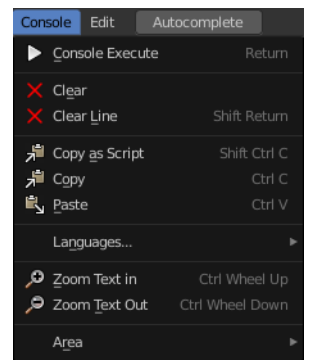 Console Edit Autocomplete
Console Execute Return
Clear
Clear Line Shift Return
Copy as Script Shift Ctrl C
Copy Ctrl C
Paste Ctrl V
Languages...
Zoom Text in Ctrl Wheel Up
Zoom Text Out Ctrl Wheel Down
Area